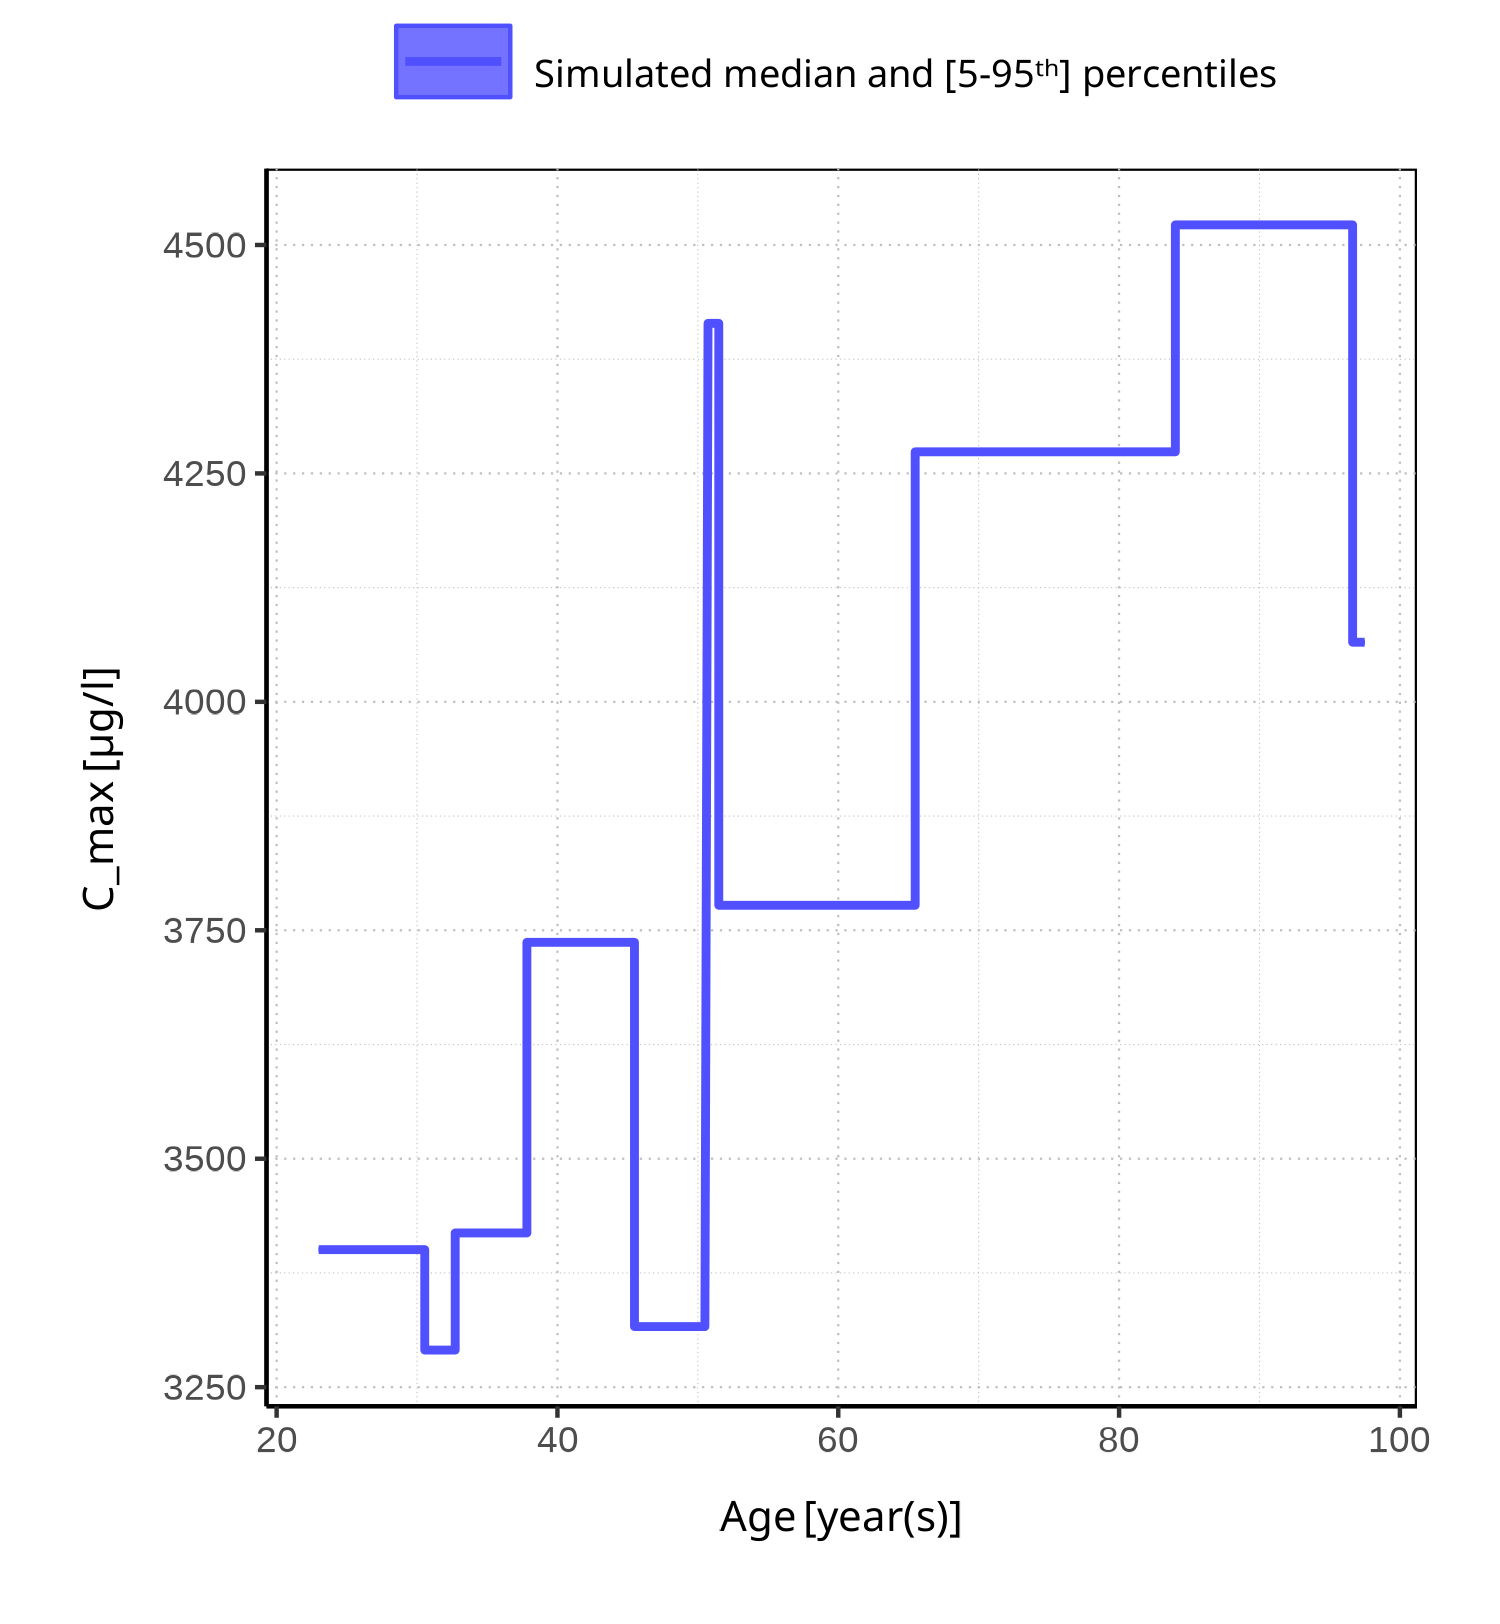 Simulated median and [5-95ᵗʰ] percentiles
4500
4250
4000
3750
3500
3250
C_max [µg/l]
20 40 60 80 100
Age [year(s)]